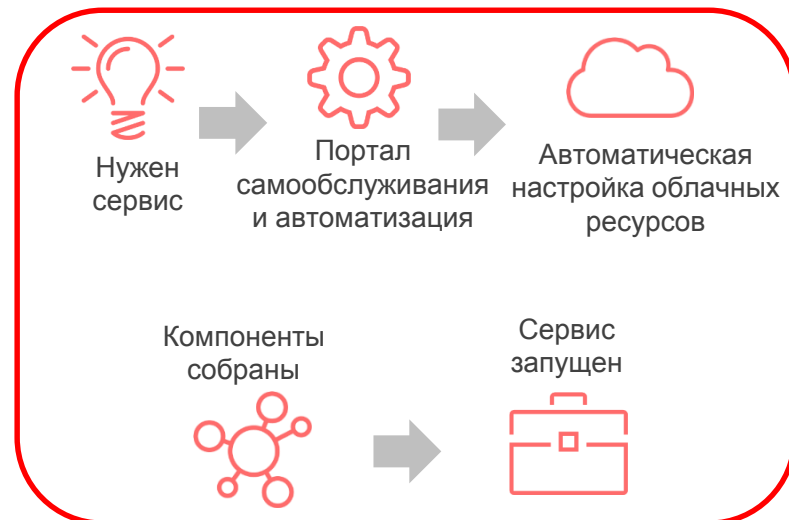 Нужен
сервис
Портал
самообслуживания
и автоматизация
Автоматическая
настройка облачных
ресурсов
Компоненты
собраны
Сервис
запущен